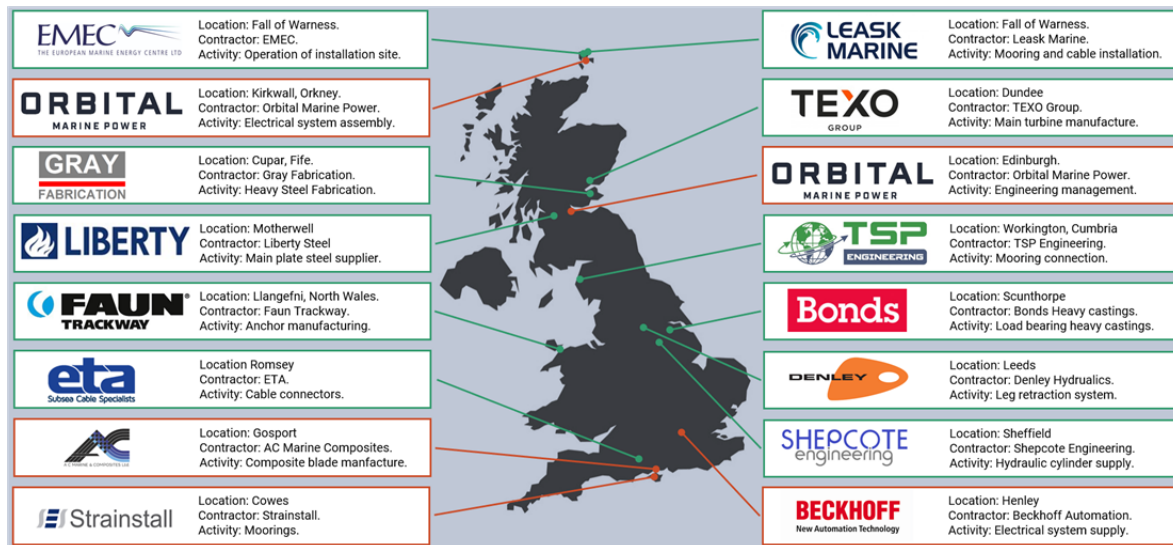 EMEC
THE EUROPEAN MARINE ENERGY CENTRE LTD
Location: Fall of Warness.
Contractor: EMEC.
Activity: Operation of installation site.
ORBITAL
MARINE POWER
Location: Kirkwall, Orkney.
Contractor: Orbital Marine Power.
Activity: Electrical system assembly.
GRAY
FABRICATION
Location: Cupar, Fife.
Contractor: Gray Fabrication.
Activity: Heavy Steel Fabrication.
LIBERTY
Location: Motherwell
Contractor: Liberty Steel
Activity: Main plate steel supplier.
FAUN
TRACKWAY
Location: Llangefni, North Wales.
Contractor: Faun Trackway.
Activity: Anchor manufacturing.
eta
Subsea Cable Specialists
Location Romsey
Contractor: ETA.
Activity: Cable connectors.
AC
A C MARINE & COMPOSITES LTD
Location: Gosport
Contractor: AC Marine Composites.
Activity: Composite blade manfacture.
Strainstall
Location: Cowes
Contractor: Strainstall.
Activity: Moorings.
LEASK
MARINE
Location: Fall of Warness.
Contractor: Leask Marine.
Activity: Mooring and cable installation.
TEXO
GROUP
Location: Dundee
Contractor: TEXO Group.
Activity: Main turbine manufacture.
ORBITAL
MARINE POWER
Location: Edinburgh.
Contractor: Orbital Marine Power.
Activity: Engineering management.
TSP
ENGINEERING
Location: Workington, Cumbria
Contractor: TSP Engineering.
Activity: Mooring connection.
Bonds
Location: Scunthorpe
Contractor: Bonds Heavy castings.
Activity: Load bearing heavy castings.
DENLEY
Location: Leeds
Contractor: Denley Hydrualics.
Activity: Leg retraction system.
SHEPCOTE
engineering
Location: Sheffield
Contractor: Shepcote Engineering.
Activity: Hydraulic cylinder supply.
BECKHOFF
New Automation Technology
Location: Henley
Contractor: Beckhoff Automation.
Activity: Electrical system supply.